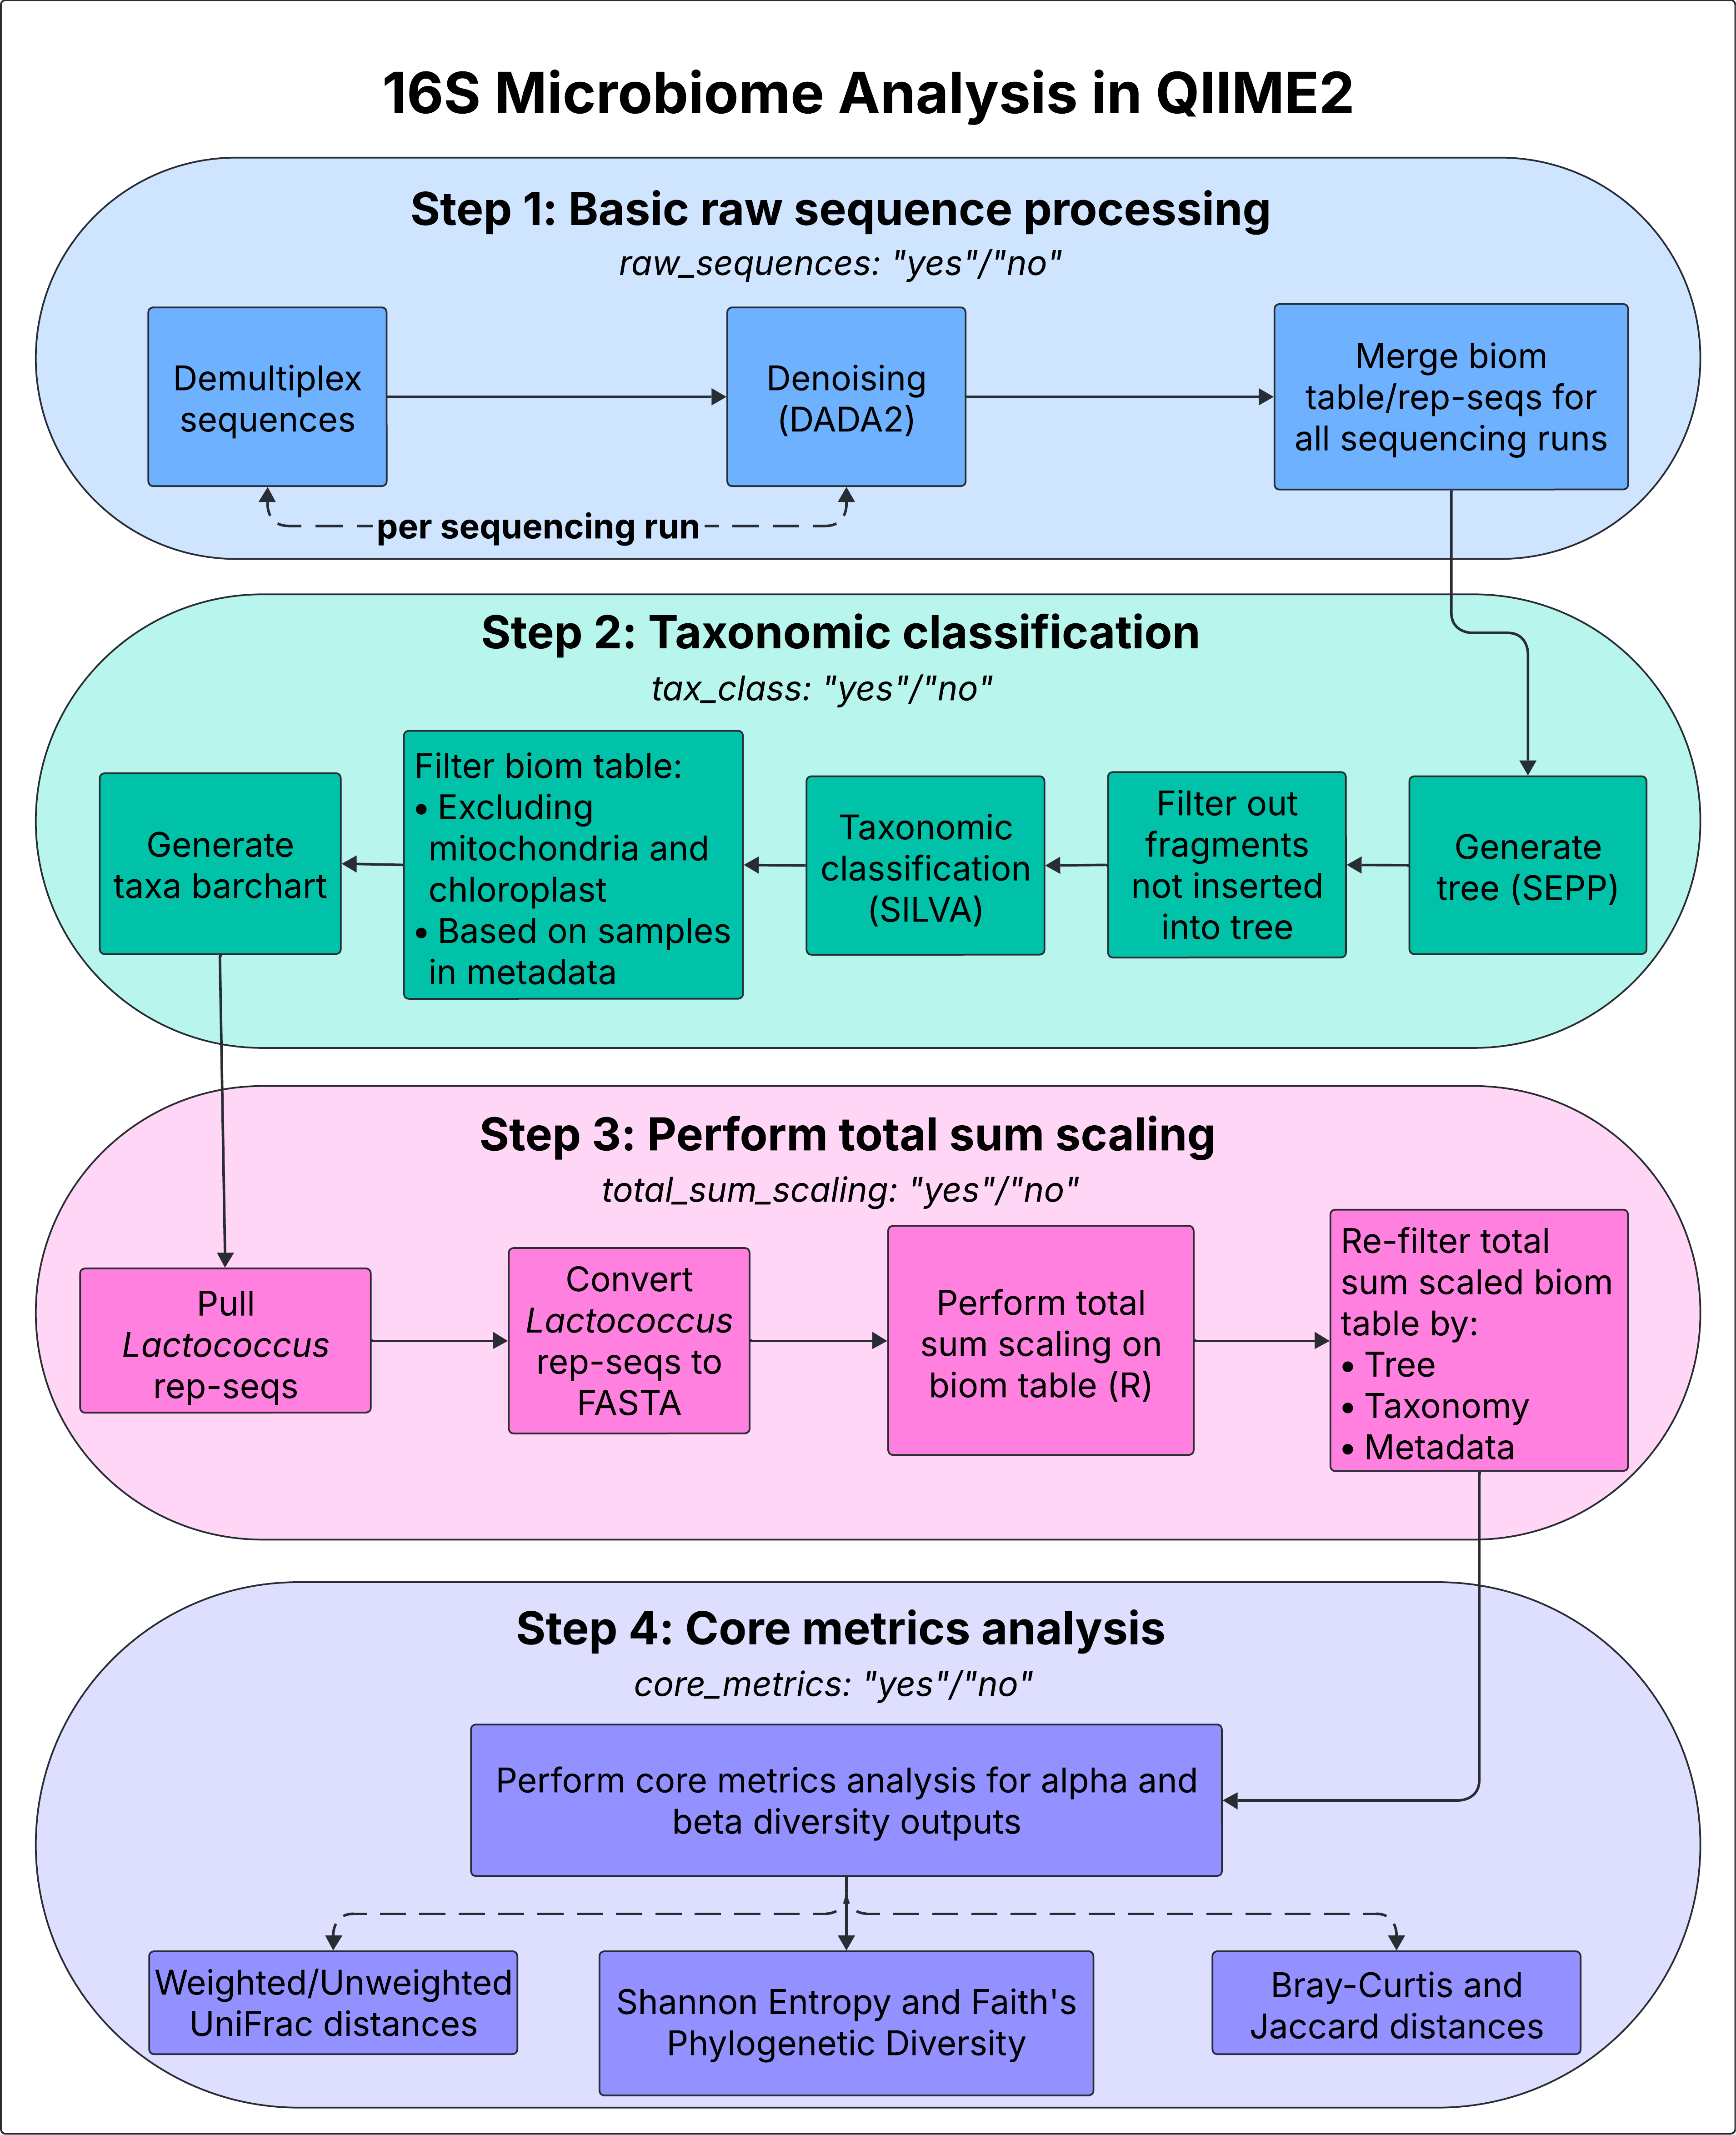 16S Microbiome Analysis in QIIME2
Step 1: Basic raw sequence processing
raw_sequences: "yes"/"no"
Demultiplex
sequences
Denoising
(DADA2)
Merge biom
table/rep-seqs for
all sequencing runs
per sequencing run
Step 2: Taxonomic classification
tax_class: "yes"/"no"
Generate
taxa barchart
Filter biom table:
• Excluding
mitochondria and
chloroplast
• Based on samples
in metadata
Taxonomic
classification
(SILVA)
Filter out
fragments
not inserted
into tree
Generate
tree (SEPP)
Step 3: Perform total sum scaling
total_sum_scaling: "yes"/"no"
Pull
Lactococcus
rep-seqs
Convert
Lactococcus
rep-seqs to
FASTA
Perform total
sum scaling on
biom table (R)
Re-filter total
sum scaled biom
table by:
• Tree
• Taxonomy
• Metadata
Step 4: Core metrics analysis
core_metrics: "yes"/"no"
Perform core metrics analysis for alpha and
beta diversity outputs
Weighted/Unweighted
UniFrac distances
Shannon Entropy and Faith's
Phylogenetic Diversity
Bray-Curtis and
Jaccard distances